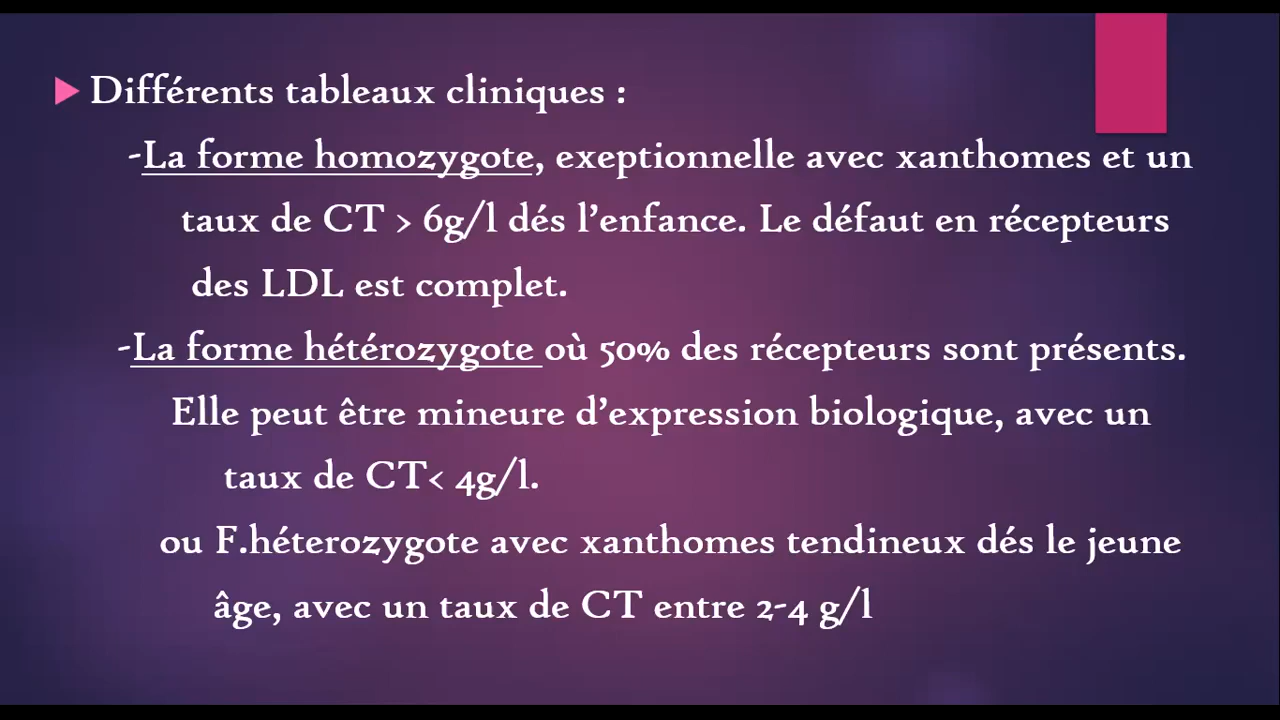 Différents tableaux cliniques :
-La forme homozygote, exeptionnelle avec xanthomes et un
taux de CT > 6g/l dés l’enfance. Le défaut en récepteurs
des LDL est complet.
-La forme hétérozygote où 50% des récepteurs sont présents.
Elle peut être mineure d’expression biologique, avec un
taux de CT< 4g/l.
ou F.héterozygote avec xanthomes tendineux dés le jeune
âge, avec un taux de CT entre 2-4 g/l